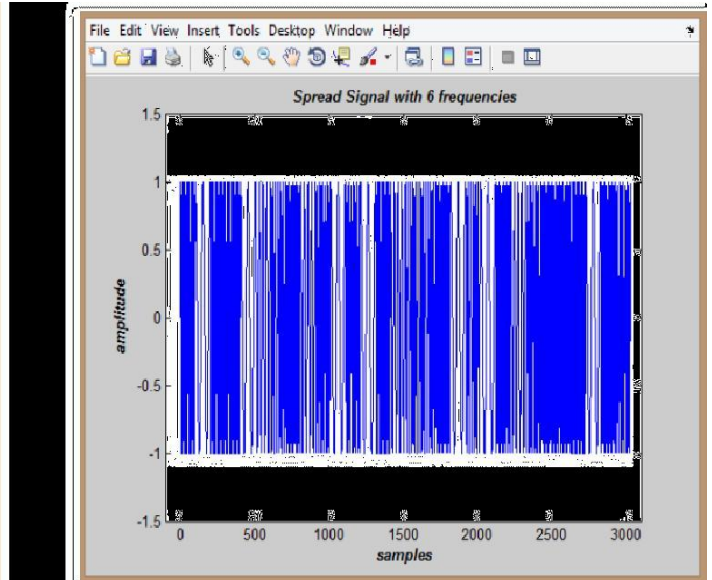 File Edit View Insert Tools Desktop Window Help
Spread Signal with 6 frequencies
1.5
1
0.5
0
-0.5
-1
-1.5
amplitude
0 500 1000 1500 2000 2500 3000
samples